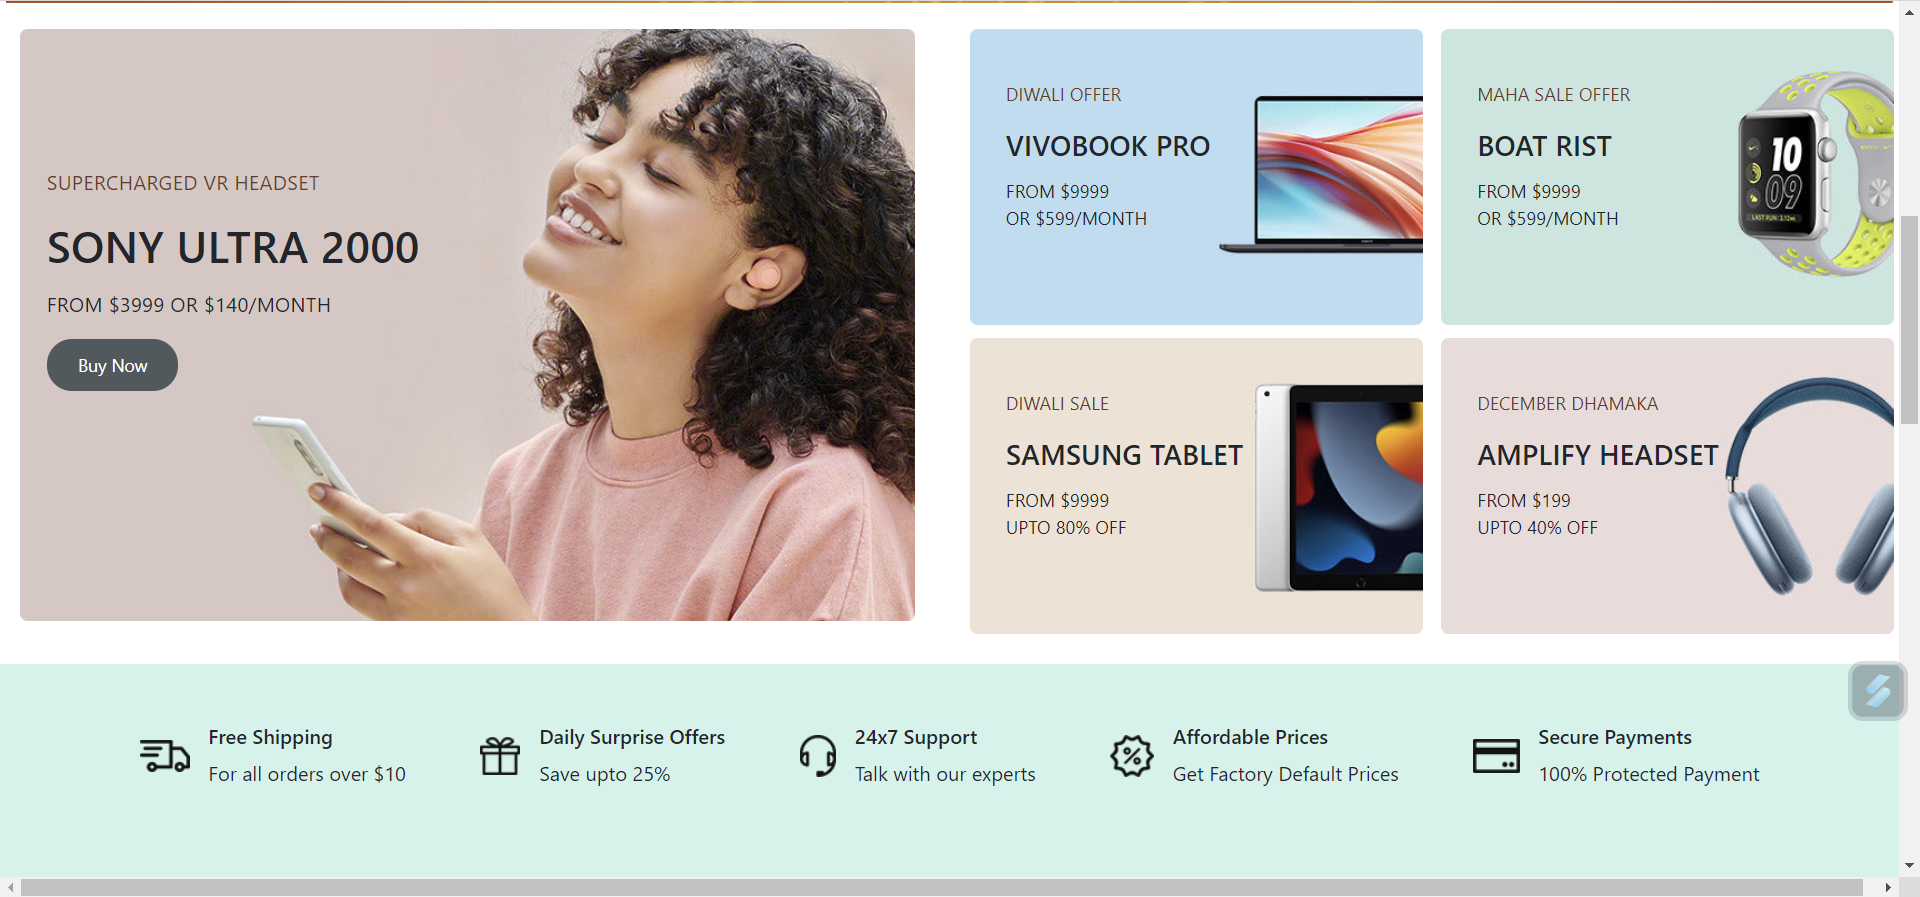 SUPERCHARGED VR HEADSET
SONY ULTRA 2000
FROM $3999 OR $140/MONTH
Buy Now
DIWALI OFFER
VIVOBOOK PRO
FROM $9999
OR $599/MONTH
MAHA SALE OFFER
BOAT RIST
FROM $9999
OR $599/MONTH
10
09
LAST RUN: 3.12MI
DIWALI SALE
SAMSUNG TABLET
FROM $9999
UPTO 80% OFF
DECEMBER DHAMAKA
AMPLIFY HEADSET
FROM $199
UPTO 40% OFF
Free Shipping
For all orders over $10
Daily Surprise Offers
Save upto 25%
24x7 Support
Talk with our experts
Affordable Prices
Get Factory Default Prices
Secure Payments
100% Protected Payment